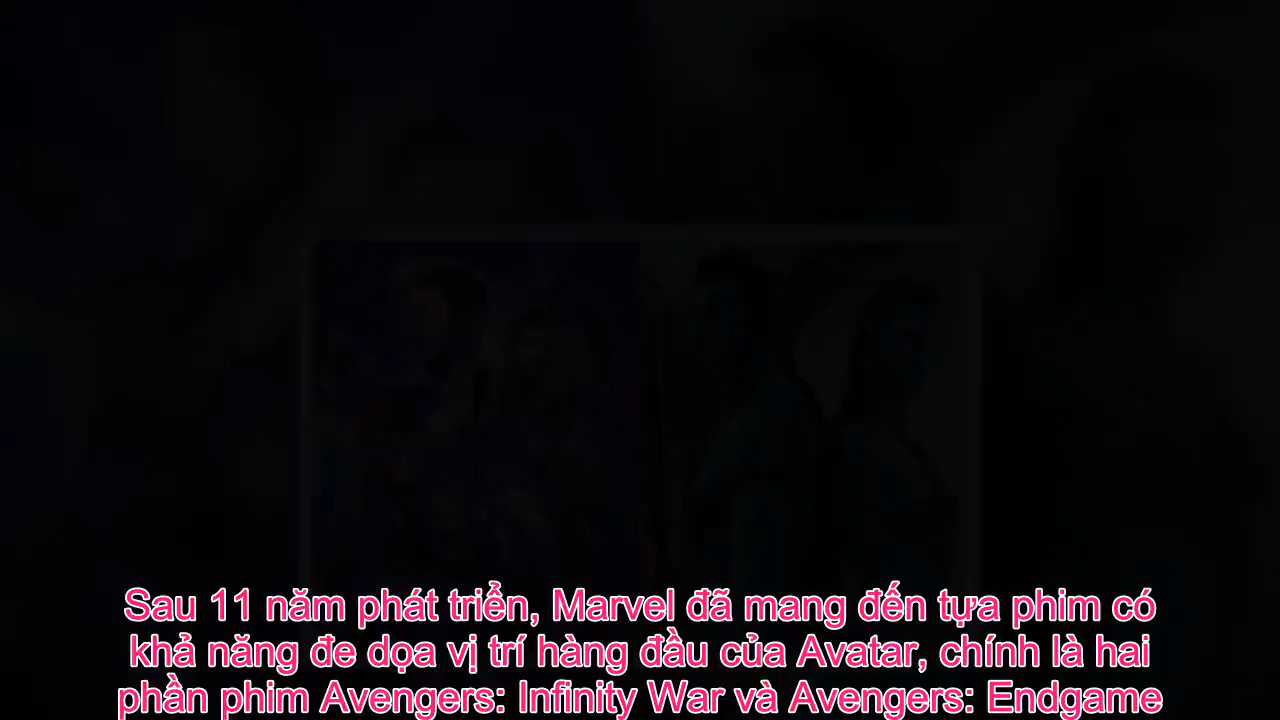 Sau 11 năm phát triển, Marvel đã mang đến tựa phim có
khả năng đe dọa vị trí hàng đầu của Avatar, chính là hai
phần phim Avengers: Infinity War và Avengers: Endgame